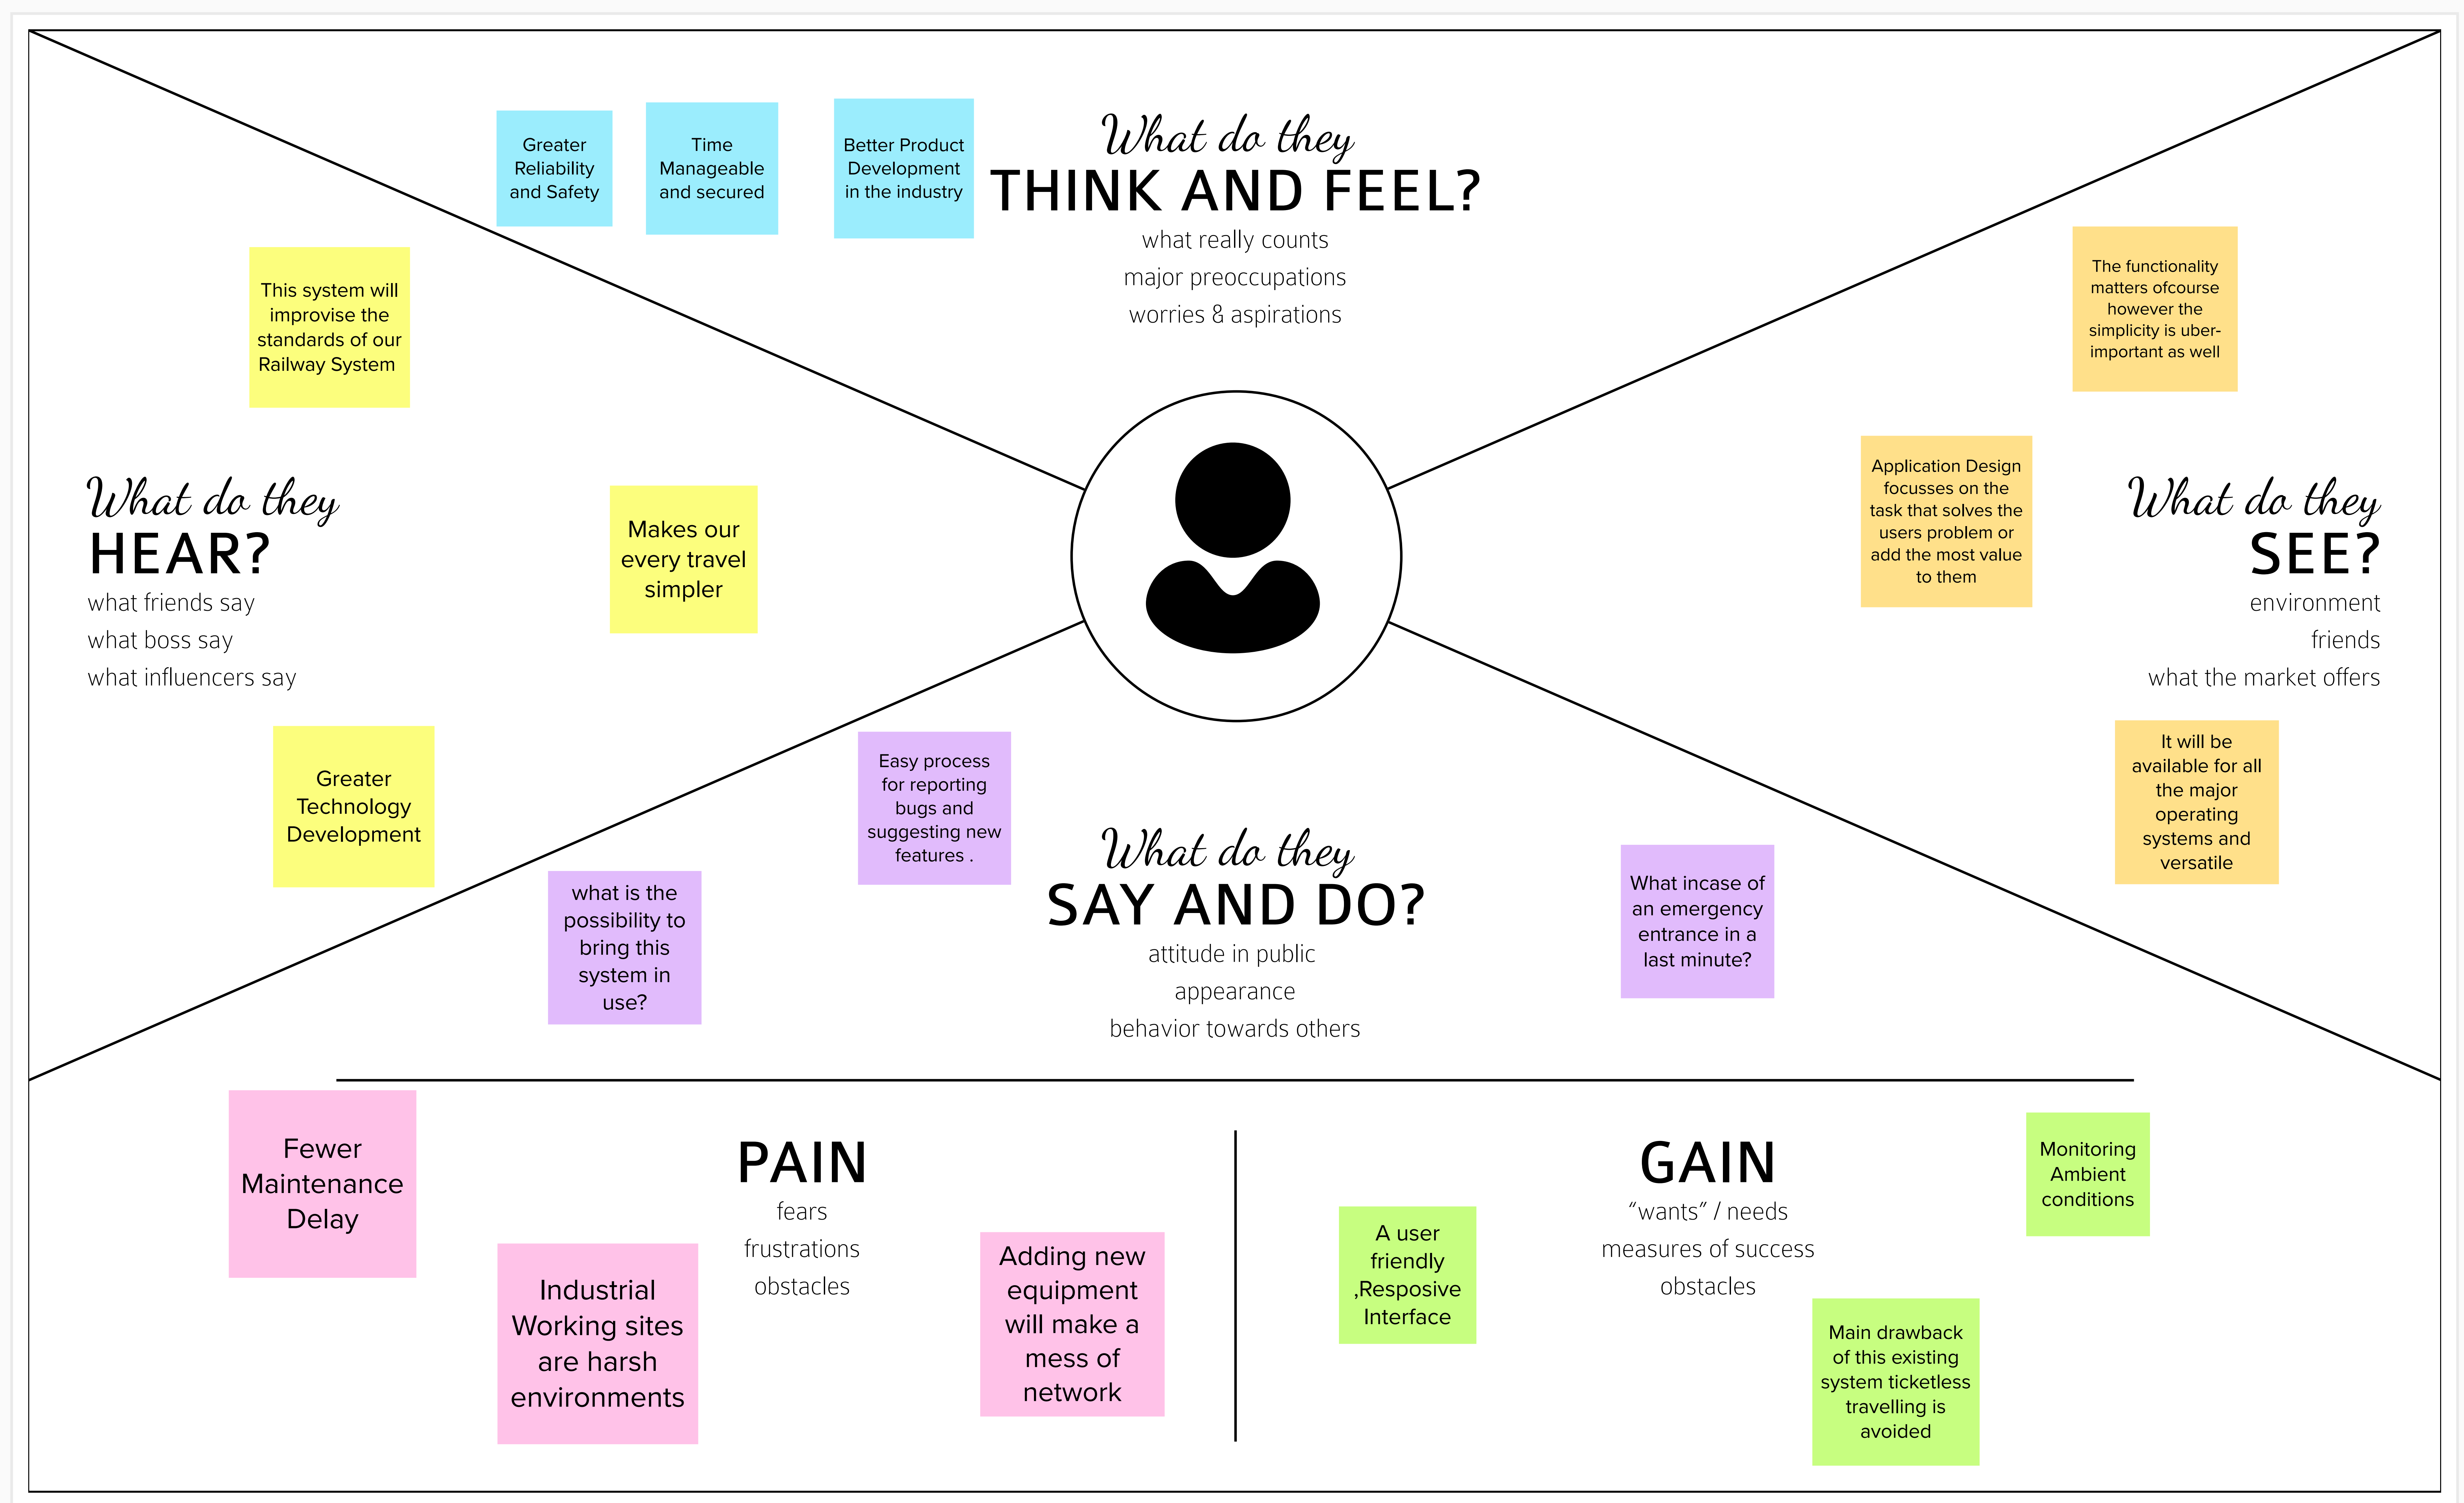 Greater
Reliability
and Safety
Time
Manageable
and secured
Better Product
Development
in the industry
What do they
THINK AND FEEL?
what really counts
major preoccupations
worries & aspirations
This system will
improvise the
standards of our
Railway System
What do they
HEAR?
what friends say
what boss say
what influencers say
Makes our
every travel
simpler
Greater
Technology
Development
The functionality
matters ofcourse
however the
simplicity is uber-
important as well
Application Design
focusses on the
task that solves the
users problem or
add the most value
to them
What do they
SEE?
environment
friends
what the market offers
It will be
available for all
the major
operating
systems and
versatile
Easy process
for reporting
bugs and
suggesting new
features .
what is the
possibility to
bring this
system in
use?
What do they
SAY AND DO?
attitude in public
appearance
behavior towards others
What incase of
an emergency
entrance in a
last minute?
Fewer
Maintenance
Delay
Industrial
Working sites
are harsh
environments
PAIN
fears
frustrations
obstacles
Adding new
equipment
will make a
mess of
network
A user
friendly
,Resposive
Interface
GAIN
“wants” / needs
measures of success
obstacles
Monitoring
Ambient
conditions
Main drawback
of this existing
system ticketless
travelling is
avoided